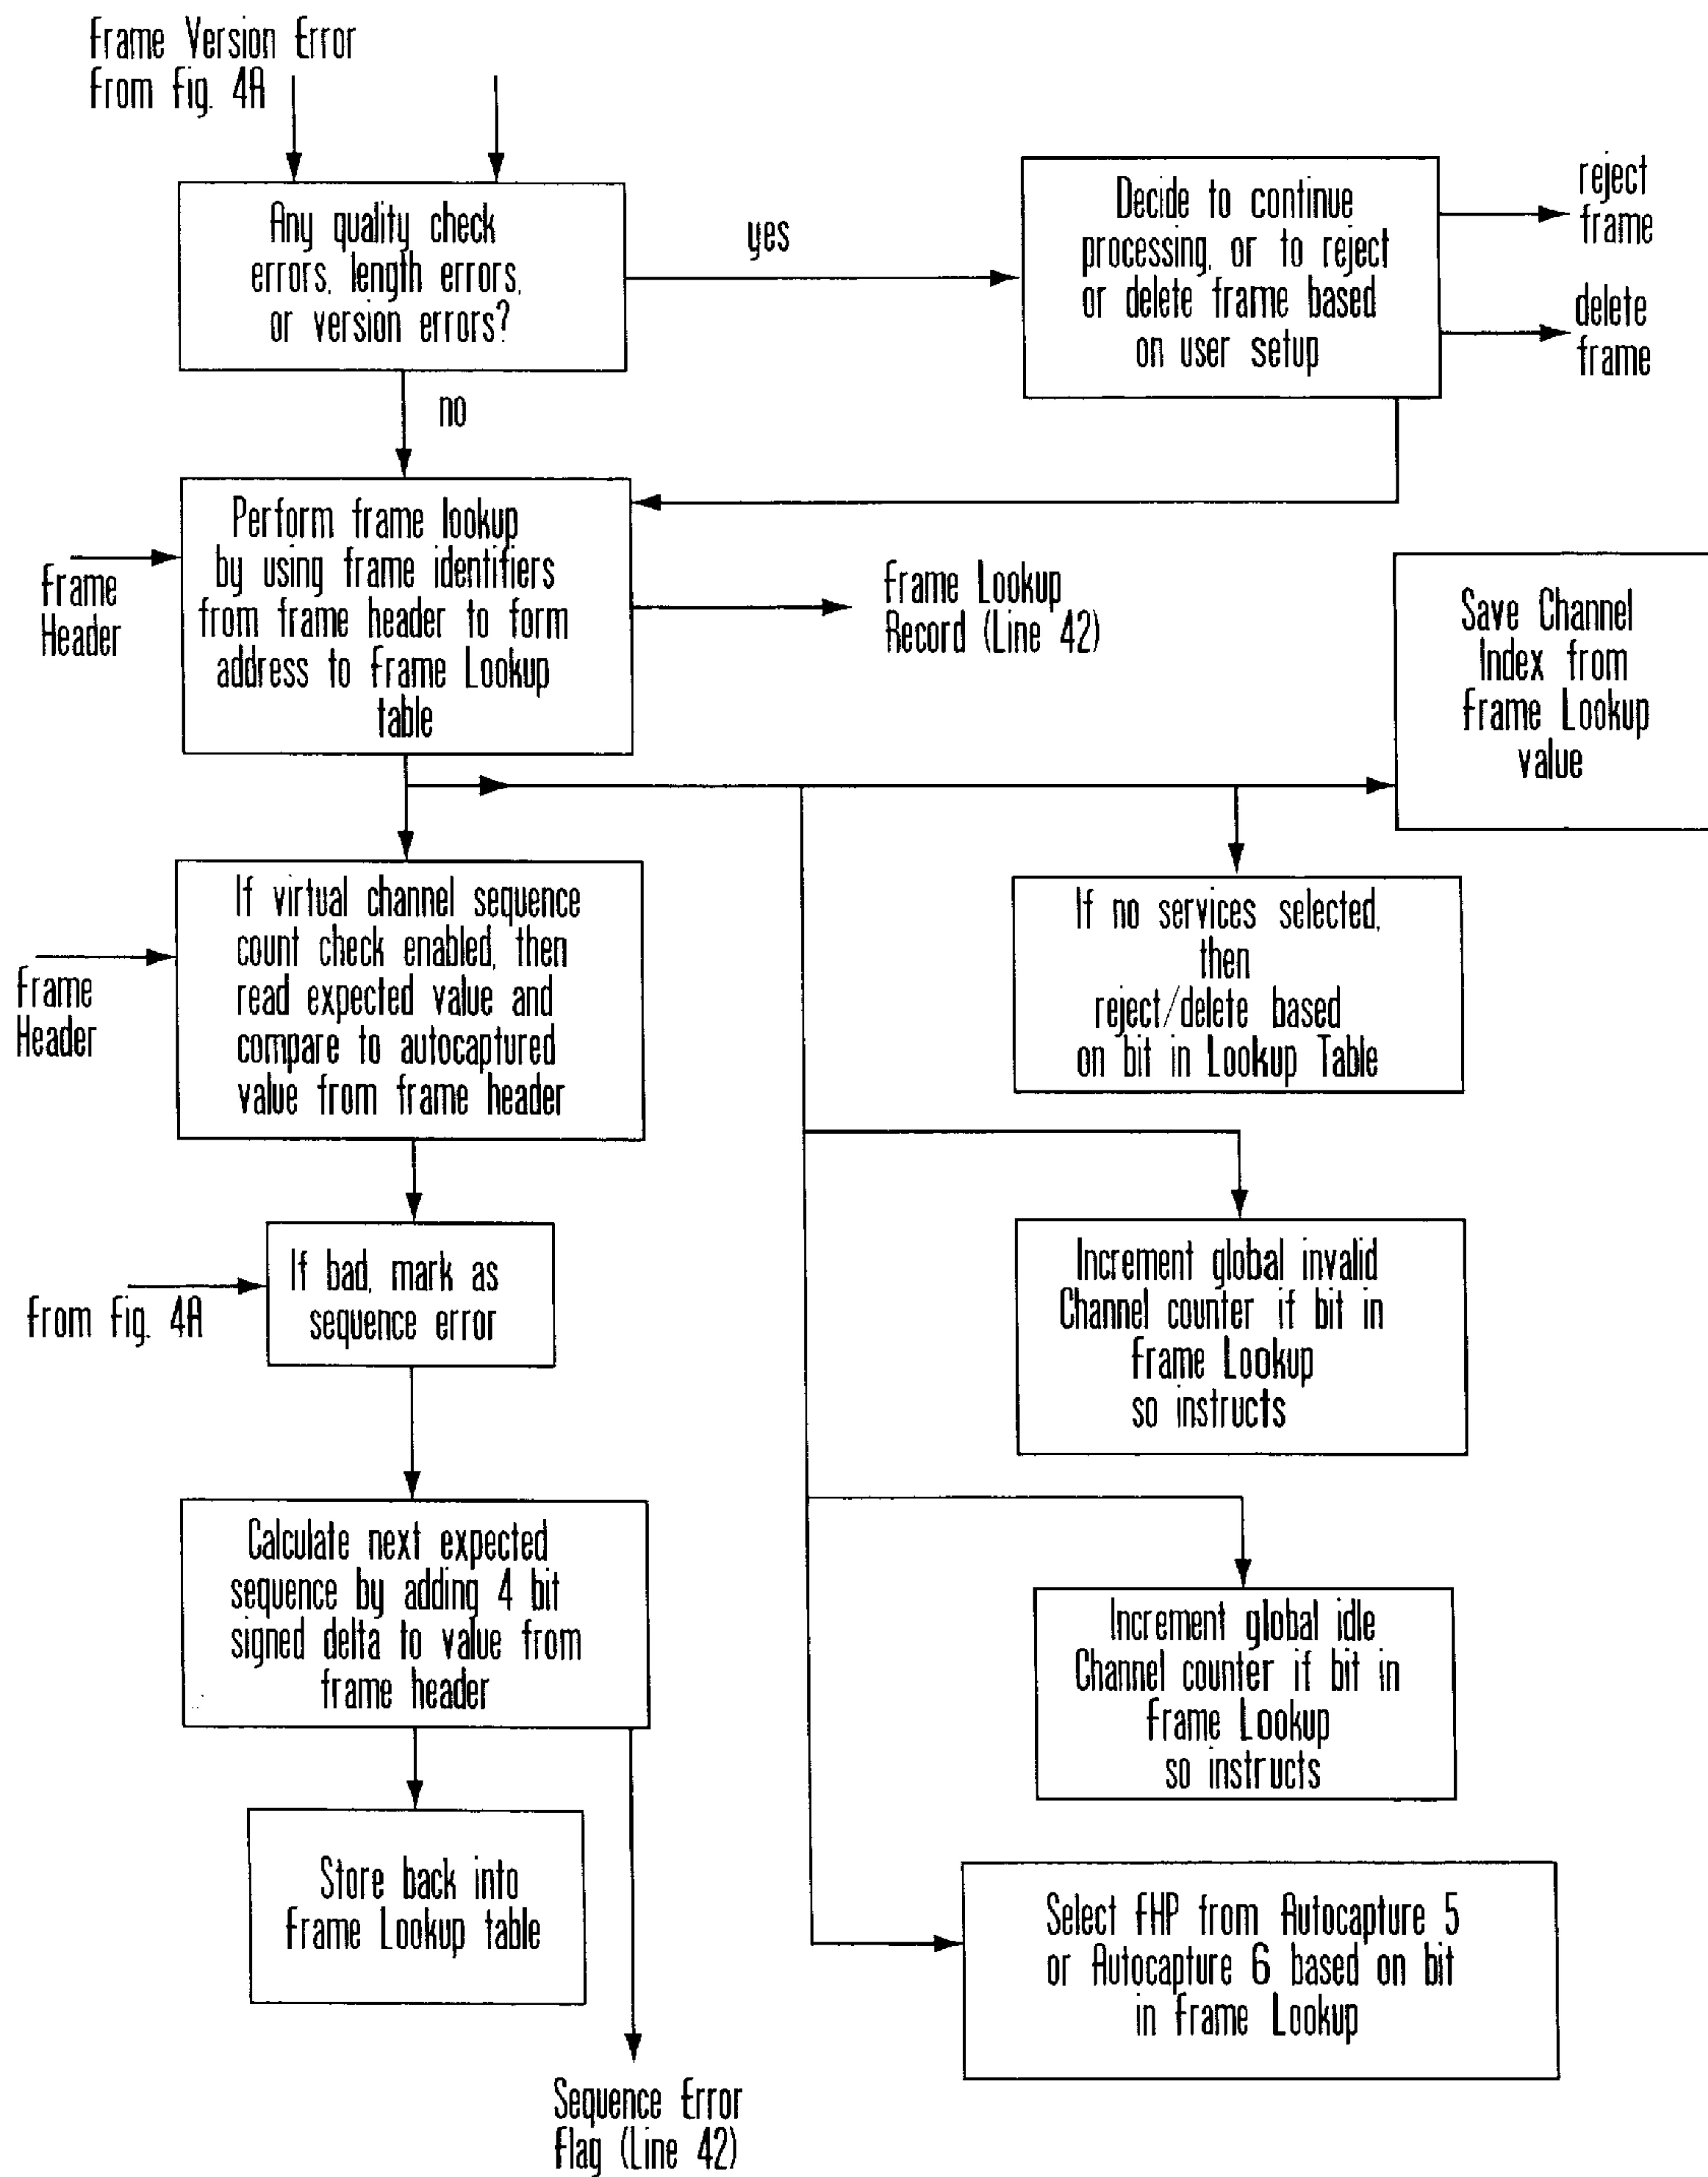 Frame Version Error
From Fig. 4A
Any quality check
errors, length errors,
or version errors?
yes
Decide to continue
processing, or to reject
or delete frame based
on user setup
reject
frame
delete
frame
no
Perform frame lookup
by using frame identifiers
from frame header to form
address to Frame Lookup
table
Frame
Header
Frame Lookup
Record (Line 42)
Save Channel
Index from
Frame Lookup
value
If virtual channel sequence
count check enabled, then
read expected value and
compare to autocaptured
value from frame header
Frame
Header
If no services selected,
then
reject/delete based
on bit in Lookup Table
If bad, mark as
sequence error
From Fig. 4A
Increment global invalid
Channel counter if bit in
Frame Lookup
so instructs
Calculate next expected
sequence by adding 4 bit
signed delta to value from
frame header
Increment global idle
Channel counter if bit in
Frame Lookup
so instructs
Store back into
Frame Lookup table
Select FHP from Autocapture 5
or Autocapture 6 based on bit
in Frame Lookup
Sequence Error
Flag (Line 42)